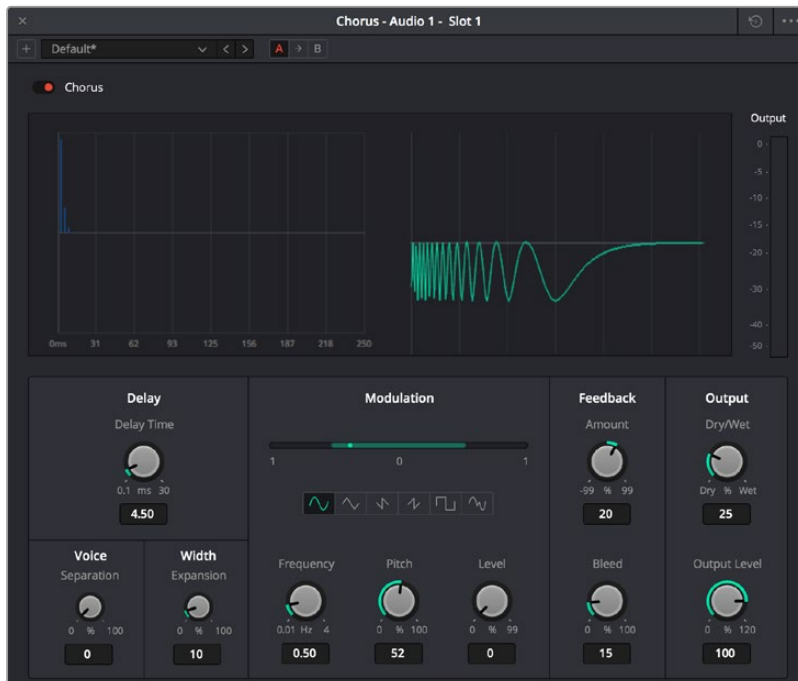 Chorus - Audio 1 - Slot 1
Default*
A
B
Chorus
Output
0
-5
-10
-15
-20
-30
-40
-50
0ms 31 62 93 125 156 187 218 250
Delay
Delay Time
0.1 ms 30
4.50
Voice
Separation
0 % 100
0
Width
Expansion
0 % 100
10
Modulation
1 0 1
Frequency
0.01 Hz 4
0.50
Pitch
0 % 100
52
Level
0 % 99
0
Feedback
Amount
-99 % 99
20
Bleed
0 % 100
15
Output
Dry/Wet
Dry % Wet
25
Output Level
0 % 120
100